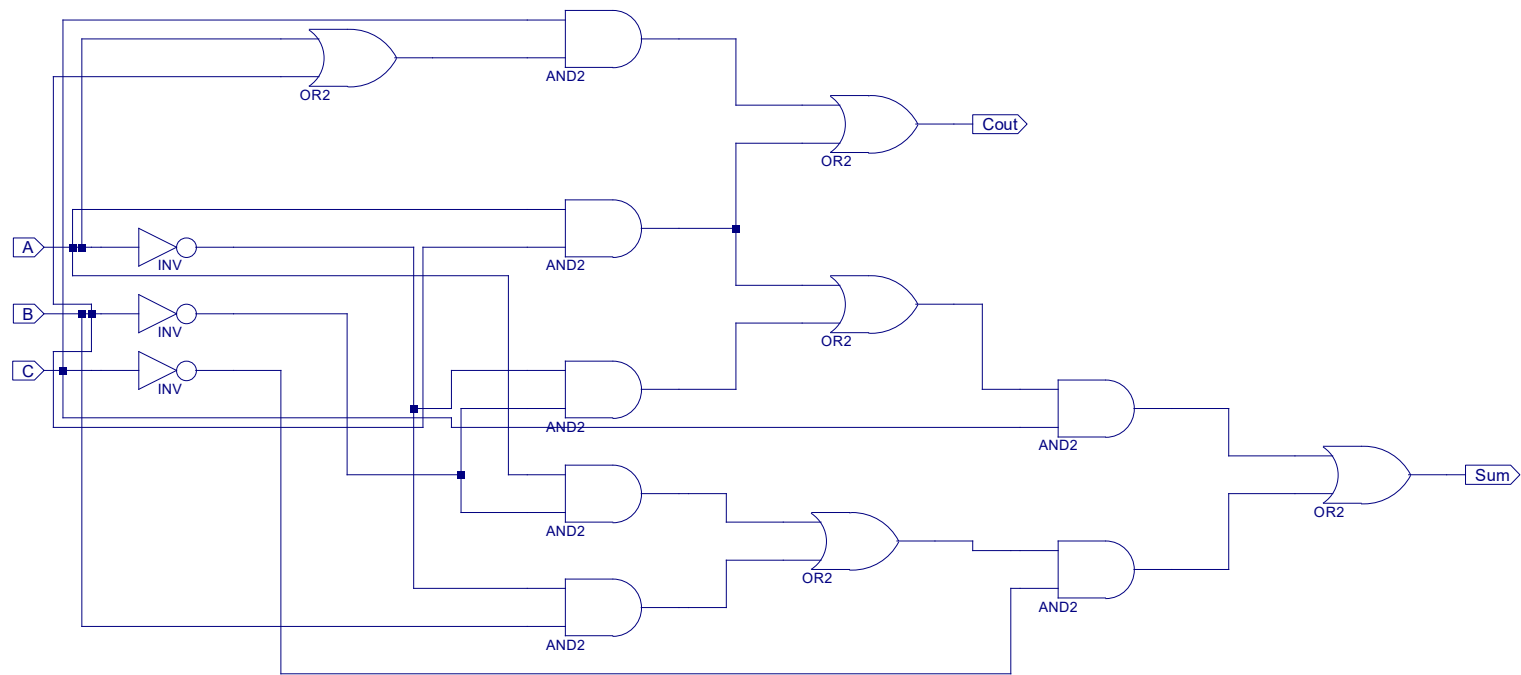 AND2
OR2
Cout
OR2
A
INV
AND2
B
INV
OR2
C
INV
AND2
AND2
Sum
OR2
AND2
OR2
AND2
AND2